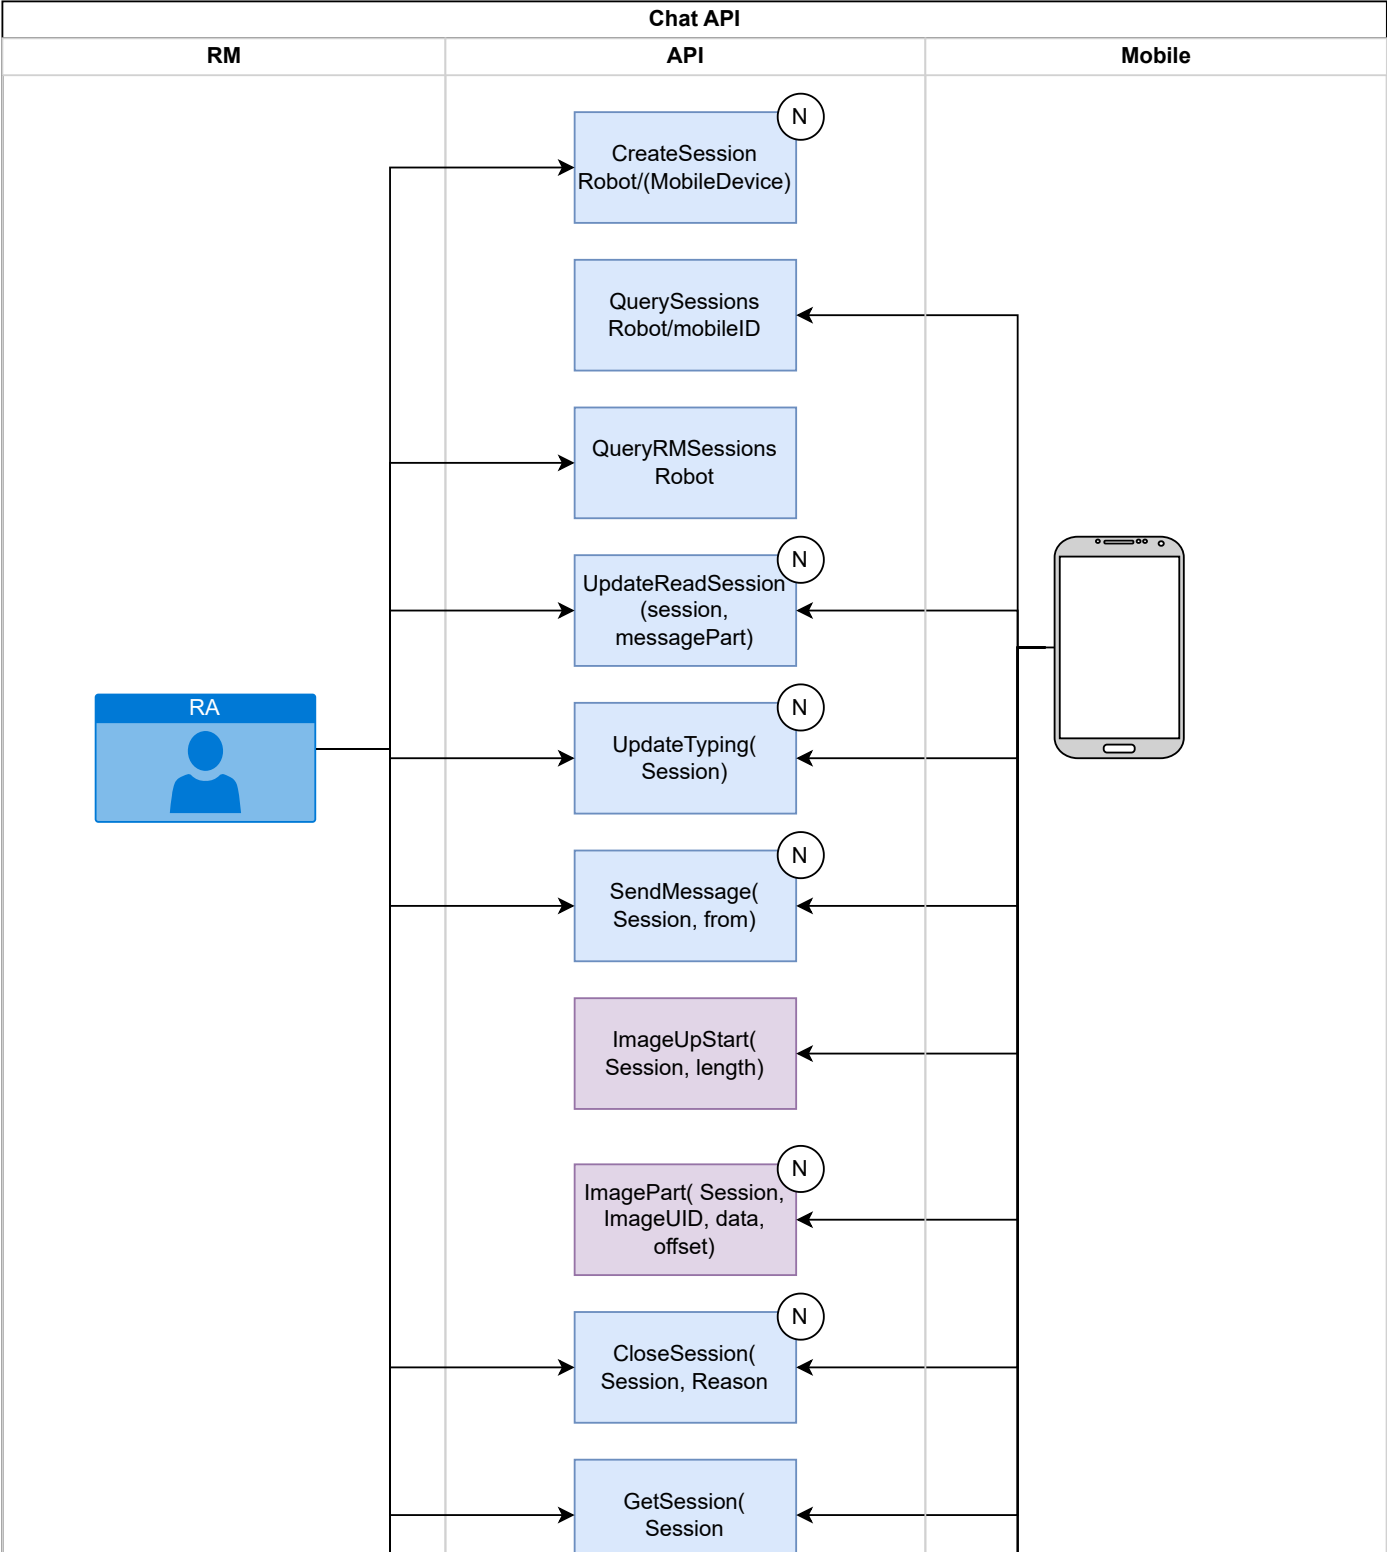 Chat API
RM
API
Mobile
N
CreateSession
Robot/(MobileDevice)
QuerySessions
Robot/mobileID
QueryRMSessions
Robot
N
UpdateReadSession
(session,
messagePart)
RA
N
UpdateTyping(
Session)
N
SendMessage(
Session, from)
ImageUpStart(
Session, length)
N
ImagePart( Session,
ImageUID, data,
offset)
N
CloseSession(
Session, Reason
GetSession(
Session